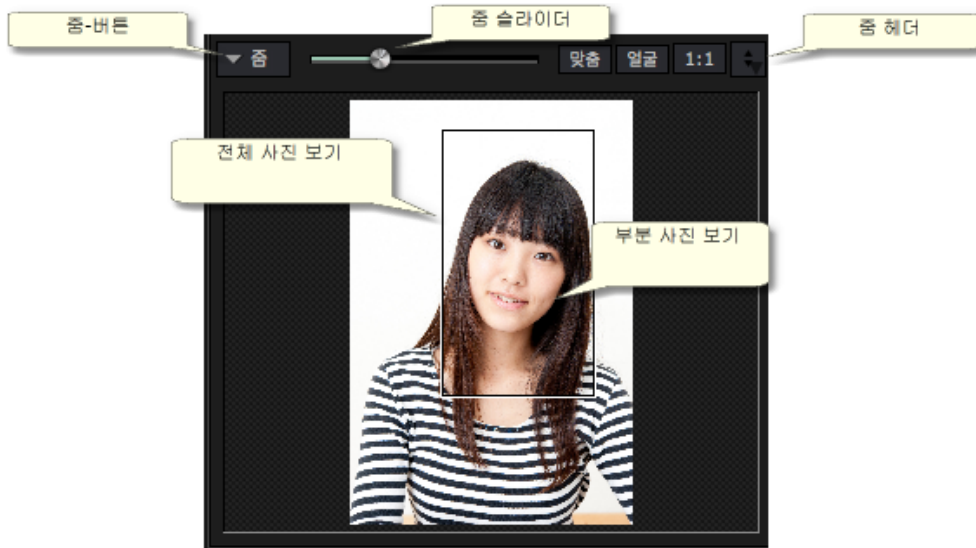 줌-버튼
줌 슬라이더
줌 헤더
줌
맞춤
얼굴
1:1
전체 사진 보기
부분 사진 보기